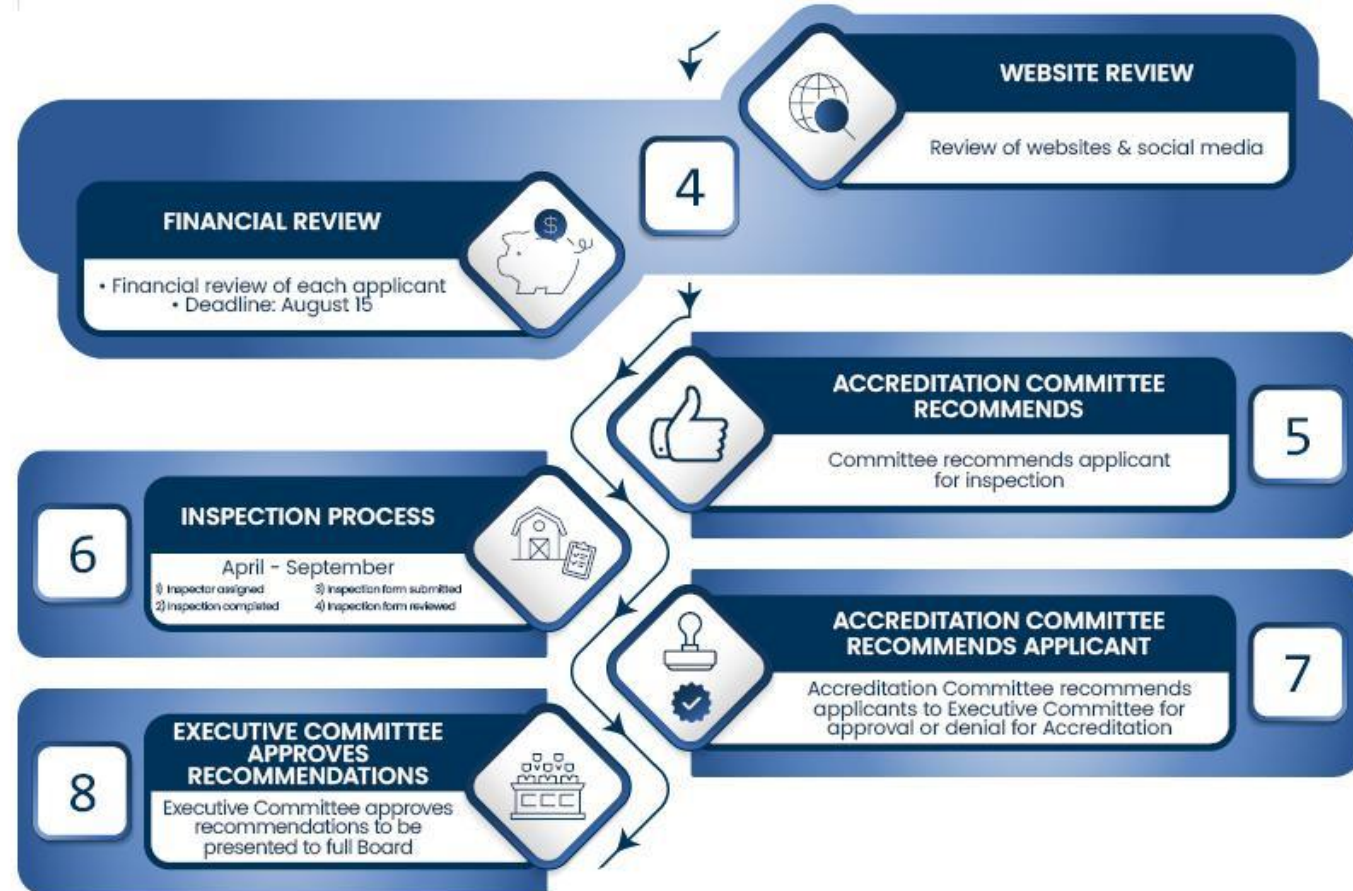 WEBSITE REVIEW
Review of websites & social media
4
FINANCIAL REVIEW
$
• Financial review of each applicant
• Deadline: August 15
ACCREDITATION COMMITTEE
RECOMMENDS
Committee recommends applicant
for inspection
5
6
INSPECTION PROCESS
April - September
1) Inspector assigned
2) Inspection completed
3) Inspection form submitted
4) Inspection form reviewed
ACCREDITATION COMMITTEE
RECOMMENDS APPLICANT
Accreditation Committee recommends
applicants to Executive Committee for
approval or denial for Accreditation
7
8
EXECUTIVE COMMITTEE
APPROVES
RECOMMENDATIONS
Executive Committee approves
recommendations to be
presented to full Board